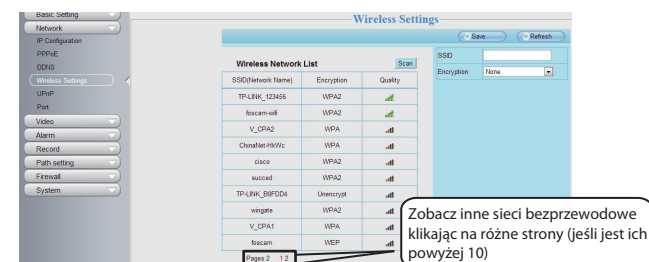 Basic Setting
Network
IP Configuration
PPPoE
DDNS
Wireless Settings
UPnP
Port
Video
Alarm
Record
Path setting
Firewall
System
Wireless Settings
Save
Refresh
Wireless Network List
Scan
SSID(Network Name) Encryption Quality
TP-LINK_123456 WPA2
foscam-wifi WPA2
V_CPA2 WPA
ChinaNet-HkWc WPA
cisco WPA2
succed WPA2
TP-LINK_B0FDD4 Unencrypt
wingate WPA2
V_CPA1 WPA
foscam WEP
Pages:2 1 2
SSID
Encryption None
Zobacz inne sieci bezprzewodowe
klikając na różne strony (jeśli jest ich
powyżej 10)